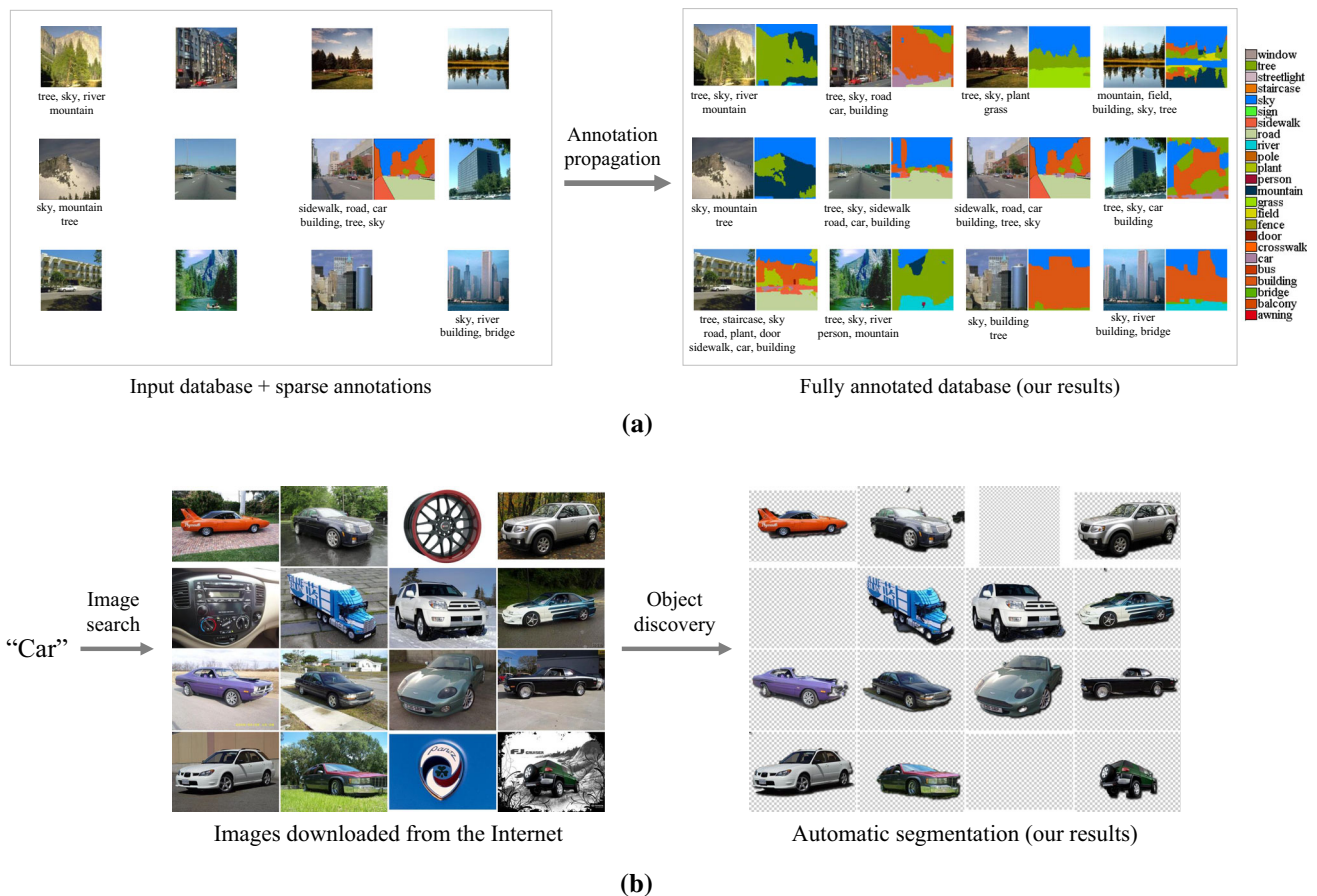 tree, sky, river
mountain
sky, mountain
tree
sidewalk, road, car
building, tree, sky
sky, river
building, bridge
Input database + sparse annotations
Annotation
propagation
tree, sky, river
mountain
tree, sky, road
car, building
tree, sky, plant
grass
mountain, field,
building, sky, tree
sky, mountain
tree
tree, sky, sidewalk
road, car, building
sidewalk, road, car
building, tree, sky
tree, sky, car
building
tree, staircase, sky
road, plant, door
sidewalk, car, building
tree, sky, river
person, mountain
sky, building
tree
sky, river
building, bridge
Fully annotated database (our results)
window
tree
streetlight
staircase
sky
sign
sidewalk
road
river
pole
plant
person
mountain
grass
field
fence
door
crosswalk
car
bus
building
bridge
balcony
awning
(a)
“Car”
Image
search
Images downloaded from the Internet
Object
discovery
Automatic segmentation (our results)
(b)